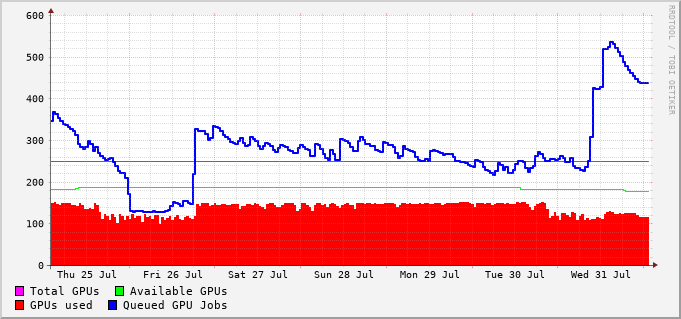 RRDTOOL / TOBI OETIKER
600
500
400
300
200
100
0
Thu 25 Jul Fri 26 Jul Sat 27 Jul Sun 28 Jul Mon 29 Jul Tue 30 Jul Wed 31 Jul
Total GPUs Available GPUs
GPUs used Queued GPU Jobs